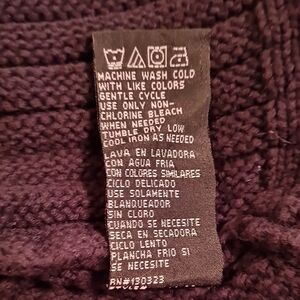 MACHINE WASH COLD
WITH LIKE COLORS
GENTLE CYCLE
USE ONLY NON-
CHLORINE BLEACH
WHEN NEEDED
TUMBLE DRY LOW
COOL IRON AS NEEDED
LAVA EN LAVADORA
CON AGUA FRIA
CON COLORES SIMILARES
CICLO DELICADO
USE SOLAMENTE
BLANQUEADOR
SIN CLORO
CUANDO SE NECESITE
SECA EN SECADORA
CICLO LENTO
PLANCHA FRIO SI
SE NECESITE
RN#130323